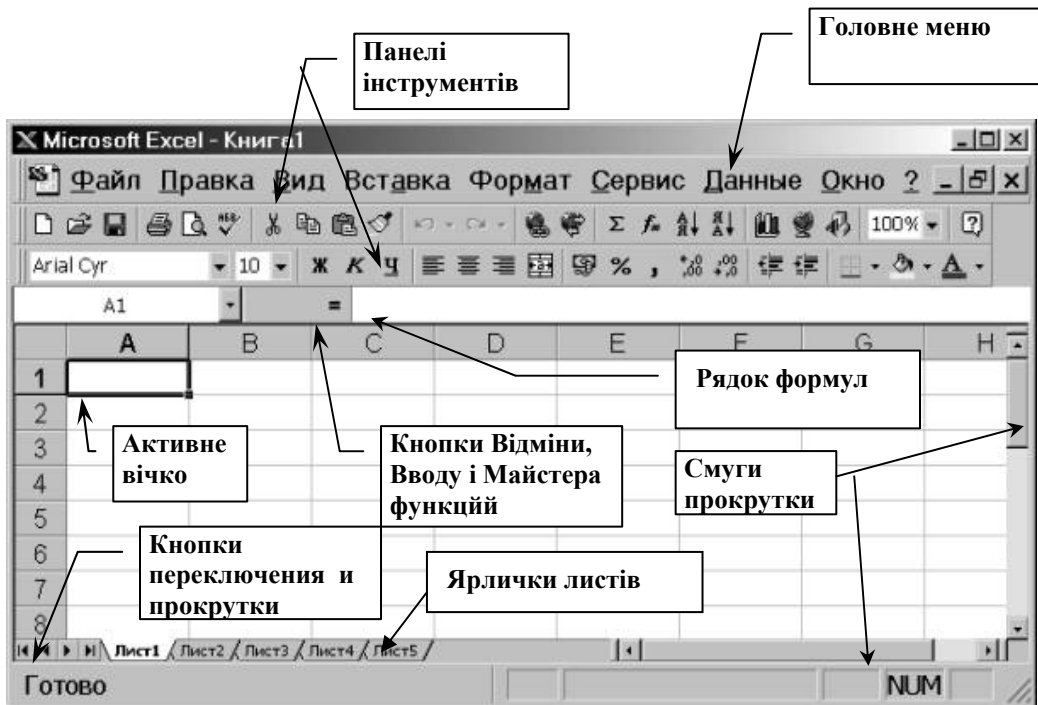 Головне меню
Панелі
інструментів
Microsoft Excel - Книга1
Файл Правка Вид Вставка Формат Сервис Данные Окно ?
100%
Arial Cyr 10 Ж К Ч % ,
A1 =
A B C D E F G H
1
Рядок формул
2
3
Активне
вічко
Кнопки Відміни,
Вводу і Майстера
функцйй
Смуги
прокрутки
4
5
6
Кнопки
переключения и
прокрутки
Ярлички листів
7
8
Лист1 Лист2 Лист3 Лист4 Лист5
Готово NUM